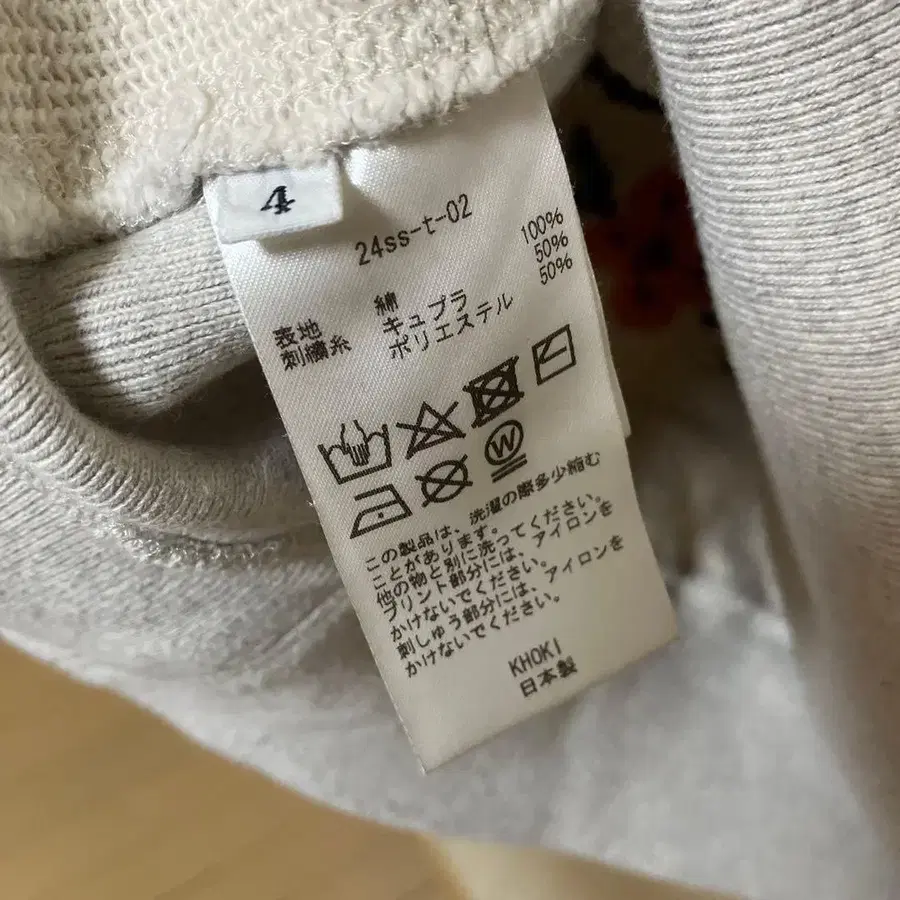 4
24ss-t-02
表地 綿 100%
刺繍糸 キュプラ 50%
ポリエステル 50%
W
この製品は、洗濯の際多少縮む
ことがあります。
他の物と別に洗ってください。
プリント部分には、アイロンを
かけないでください。
刺しゅう部分には、アイロンを
かけないでください。
KHOKI
日本製